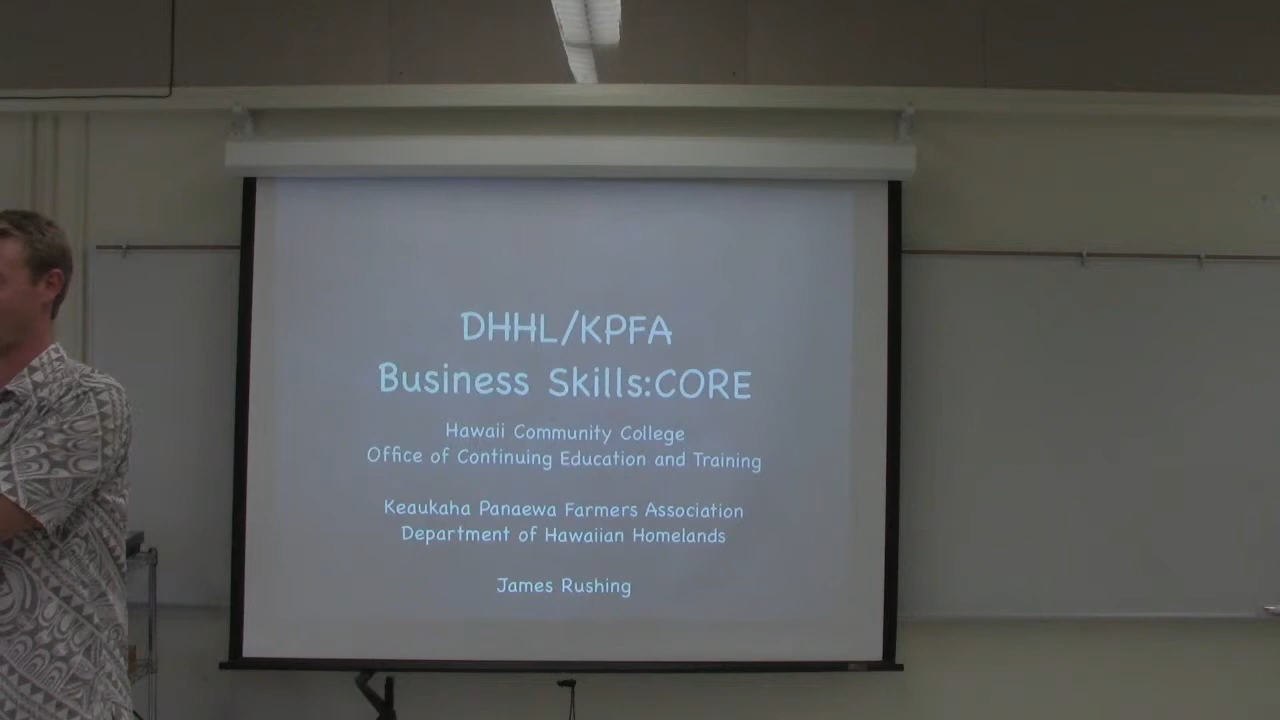 DHHL/KPFA
Business Skills:CORE
Hawaii Community College
Office of Continuing Education and Training
Keaukaha Panaewa Farmers Association
Department of Hawaiian Homelands
James Rushing